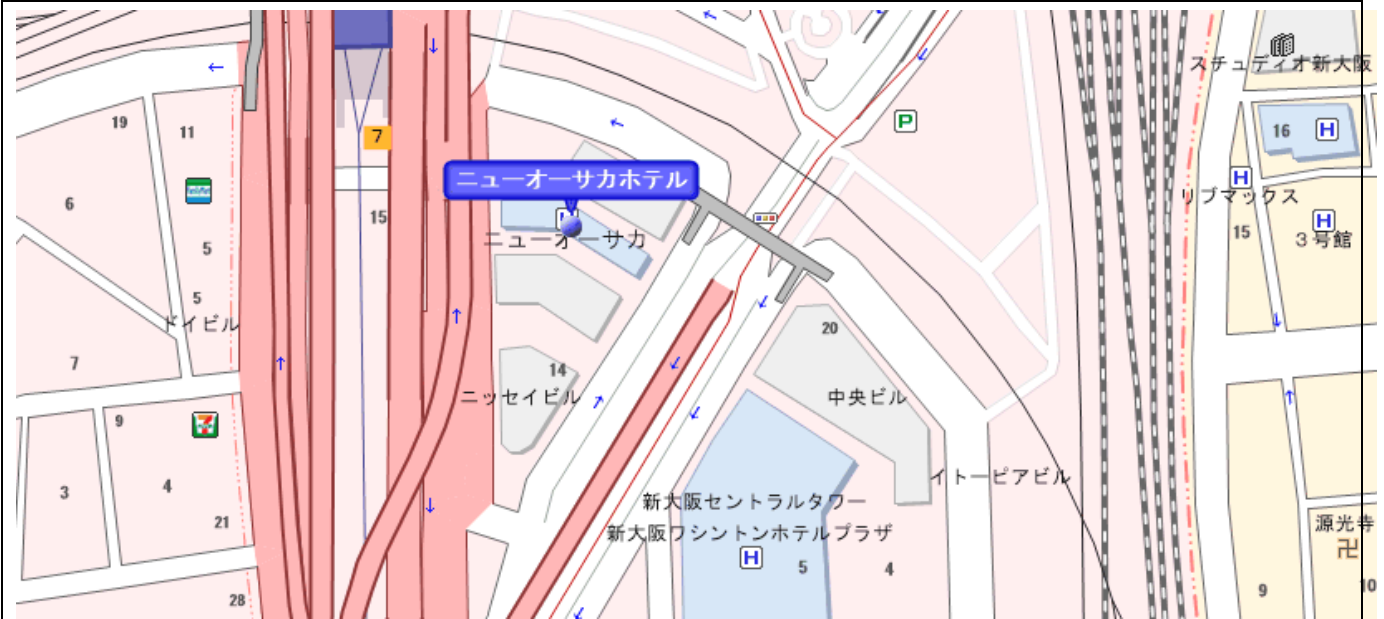 スチュディオ新大阪
19
11
7
16
H
P
ニューオーサカホテル
H
リブマックス
6
15
H
15
3号館
ニューオーサカ
5
5
ドイビル
20
7
14
ニッセイビル
中央ビル
9
7
3
4
イトーピアビル
新大阪セントラルタワー
21
源光寺
新大阪ワシントンホテルプラザ
卍
H
5
4
9
10
28